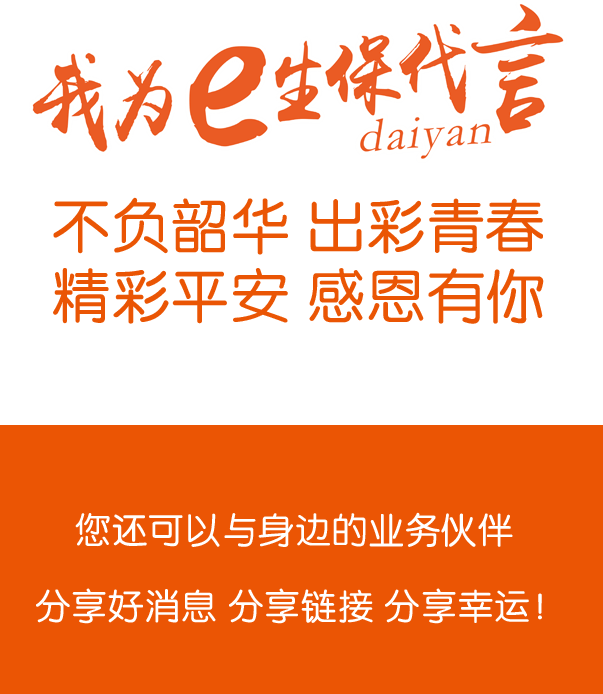 我为e生保代言
daiyan
不负韶华 出彩青春
精彩平安 感恩有你
您还可以与身边的业务伙伴
分享好消息 分享链接 分享幸运！